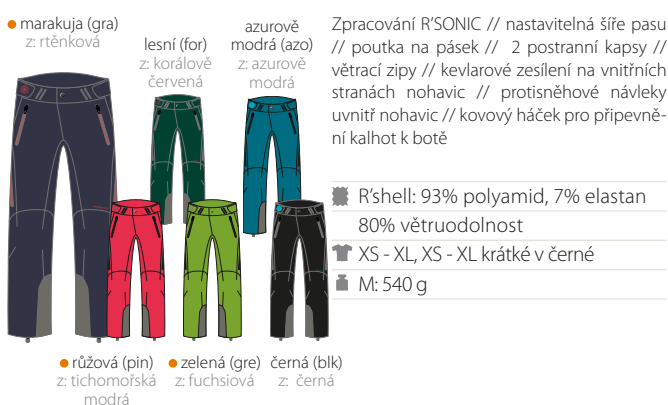 marakuja (gra)
z: rtěnková
lesní (for)
z: korálově
červená
azurově
modrá (azo)
z: azurově
modrá
růžová (pin)
z: tichomořská
modrá
zelená (gre)
z: fuchsiová
černá (blk)
z: černá
Zpracování R’SONIC // nastavitelná šíře pasu
// poutka na pásek // 2 postranní kapsy //
větrací zipy // kevlarové zesílení na vnitřních
stranách nohavic // protisněhové návleky
uvnitř nohavic // kovový háček pro připevně-
ní kalhot k botě
R’shell: 93% polyamid, 7% elastan
80% větruodolnost
XS - XL, XS - XL krátké v černé
M: 540 g